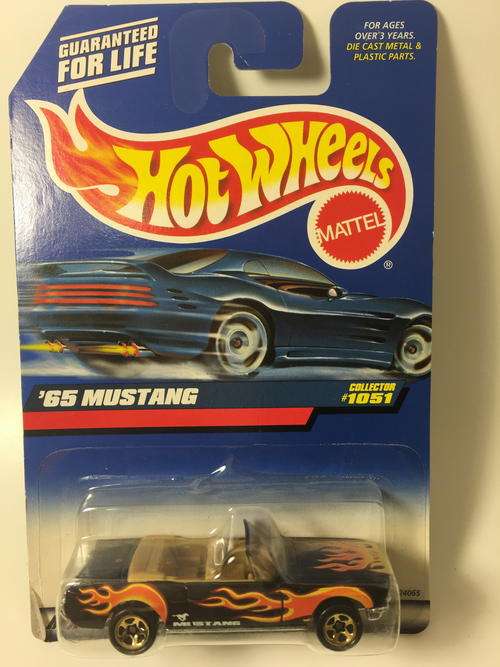 GUARANTEED
FOR LIFE
FOR AGES
OVER 3 YEARS.
DIE CAST METAL &
PLASTIC PARTS.
HOT WHEELS
MATTEL
®
'65 MUSTANG
COLLECTOR
#1051
MUSTANG